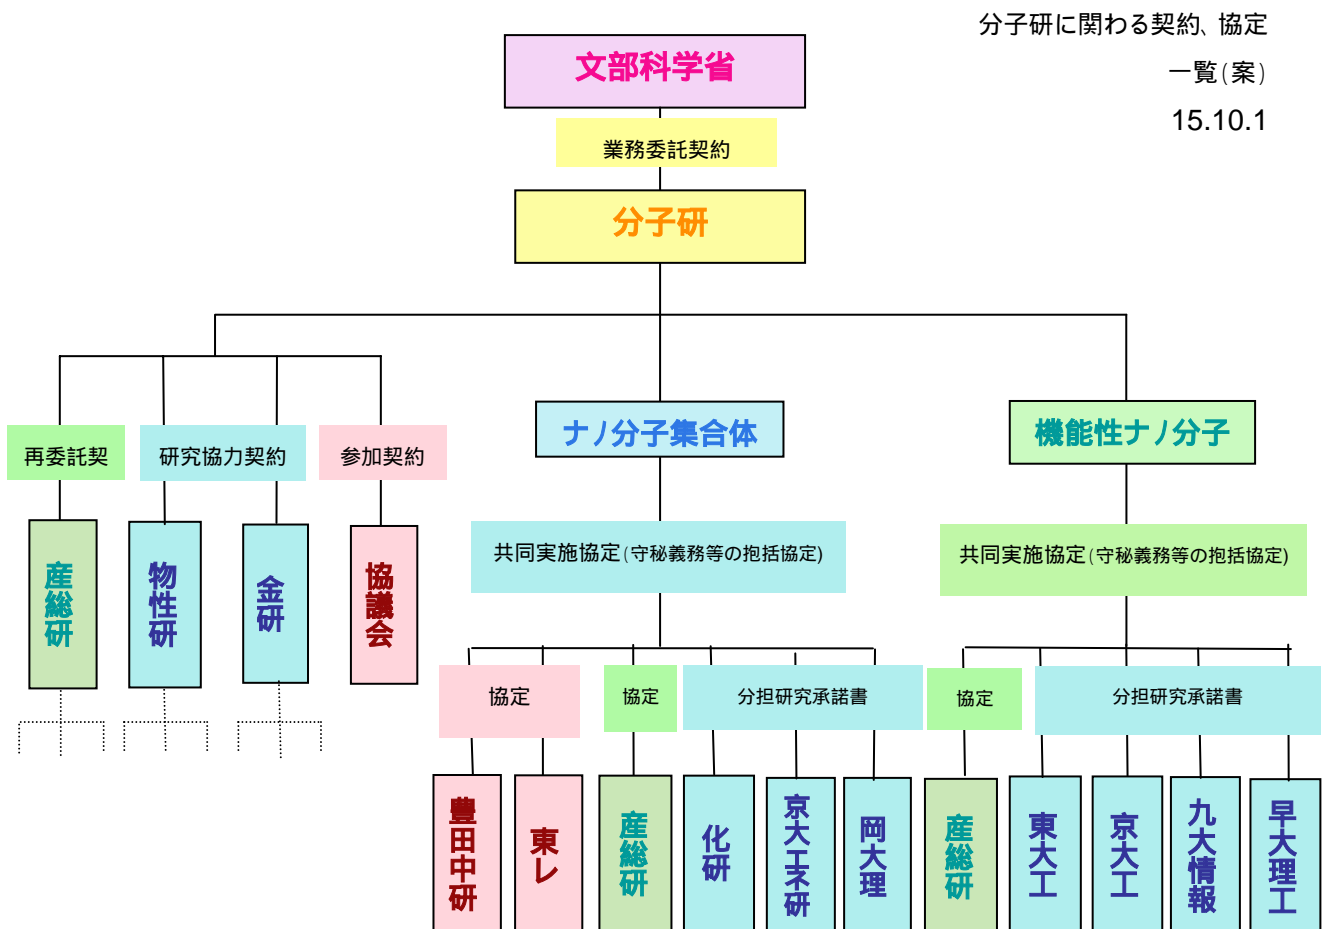 分子研に関わる契約、協定
一覧(案)
15.10.1
文部科学省
業務委託契約
分子研
ナノ分子集合体
機能性ナノ分子
再委託契
研究協力契約
参加契約
産総研
物性研
金研
協議会
共同実施協定(守秘義務等の抱括協定)
共同実施協定(守秘義務等の抱括協定)
協定
協定
分担研究承諾書
協定
分担研究承諾書
豊田中研
東レ
産総研
化研
京大エネ研
岡大理
産総研
東大工
京大工
九大情報
早大理工